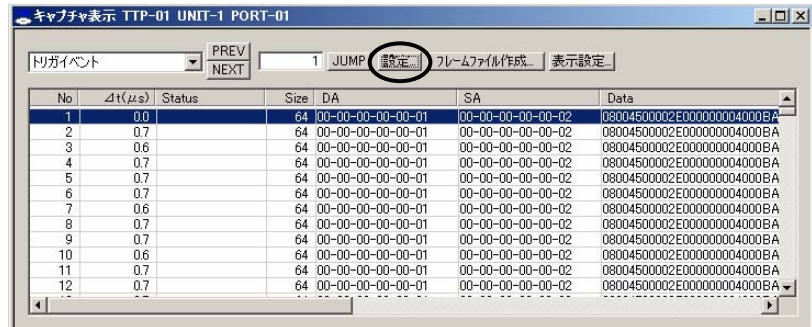 キャプチャ表示 TTP-01 UNIT-1 PORT-01
トリガイベント PREV NEXT 1 JUMP 設定... フレームファイル作成... 表示設定...
No ⊿t(μs) Status Size DA SA Data
1 0.0 64 00-00-00-00-00-01 00-00-00-00-00-02 08004500002E000000004000BA
2 0.7 64 00-00-00-00-00-01 00-00-00-00-00-02 08004500002E000000004000BA
3 0.6 64 00-00-00-00-00-01 00-00-00-00-00-02 08004500002E000000004000BA
4 0.7 64 00-00-00-00-00-01 00-00-00-00-00-02 08004500002E000000004000BA
5 0.7 64 00-00-00-00-00-01 00-00-00-00-00-02 08004500002E000000004000BA
6 0.7 64 00-00-00-00-00-01 00-00-00-00-00-02 08004500002E000000004000BA
7 0.6 64 00-00-00-00-00-01 00-00-00-00-00-02 08004500002E000000004000BA
8 0.7 64 00-00-00-00-00-01 00-00-00-00-00-02 08004500002E000000004000BA
9 0.7 64 00-00-00-00-00-01 00-00-00-00-00-02 08004500002E000000004000BA
10 0.6 64 00-00-00-00-00-01 00-00-00-00-00-02 08004500002E000000004000BA
11 0.7 64 00-00-00-00-00-01 00-00-00-00-00-02 08004500002E000000004000BA
12 0.7 64 00-00-00-00-00-01 00-00-00-00-00-02 08004500002E000000004000BA